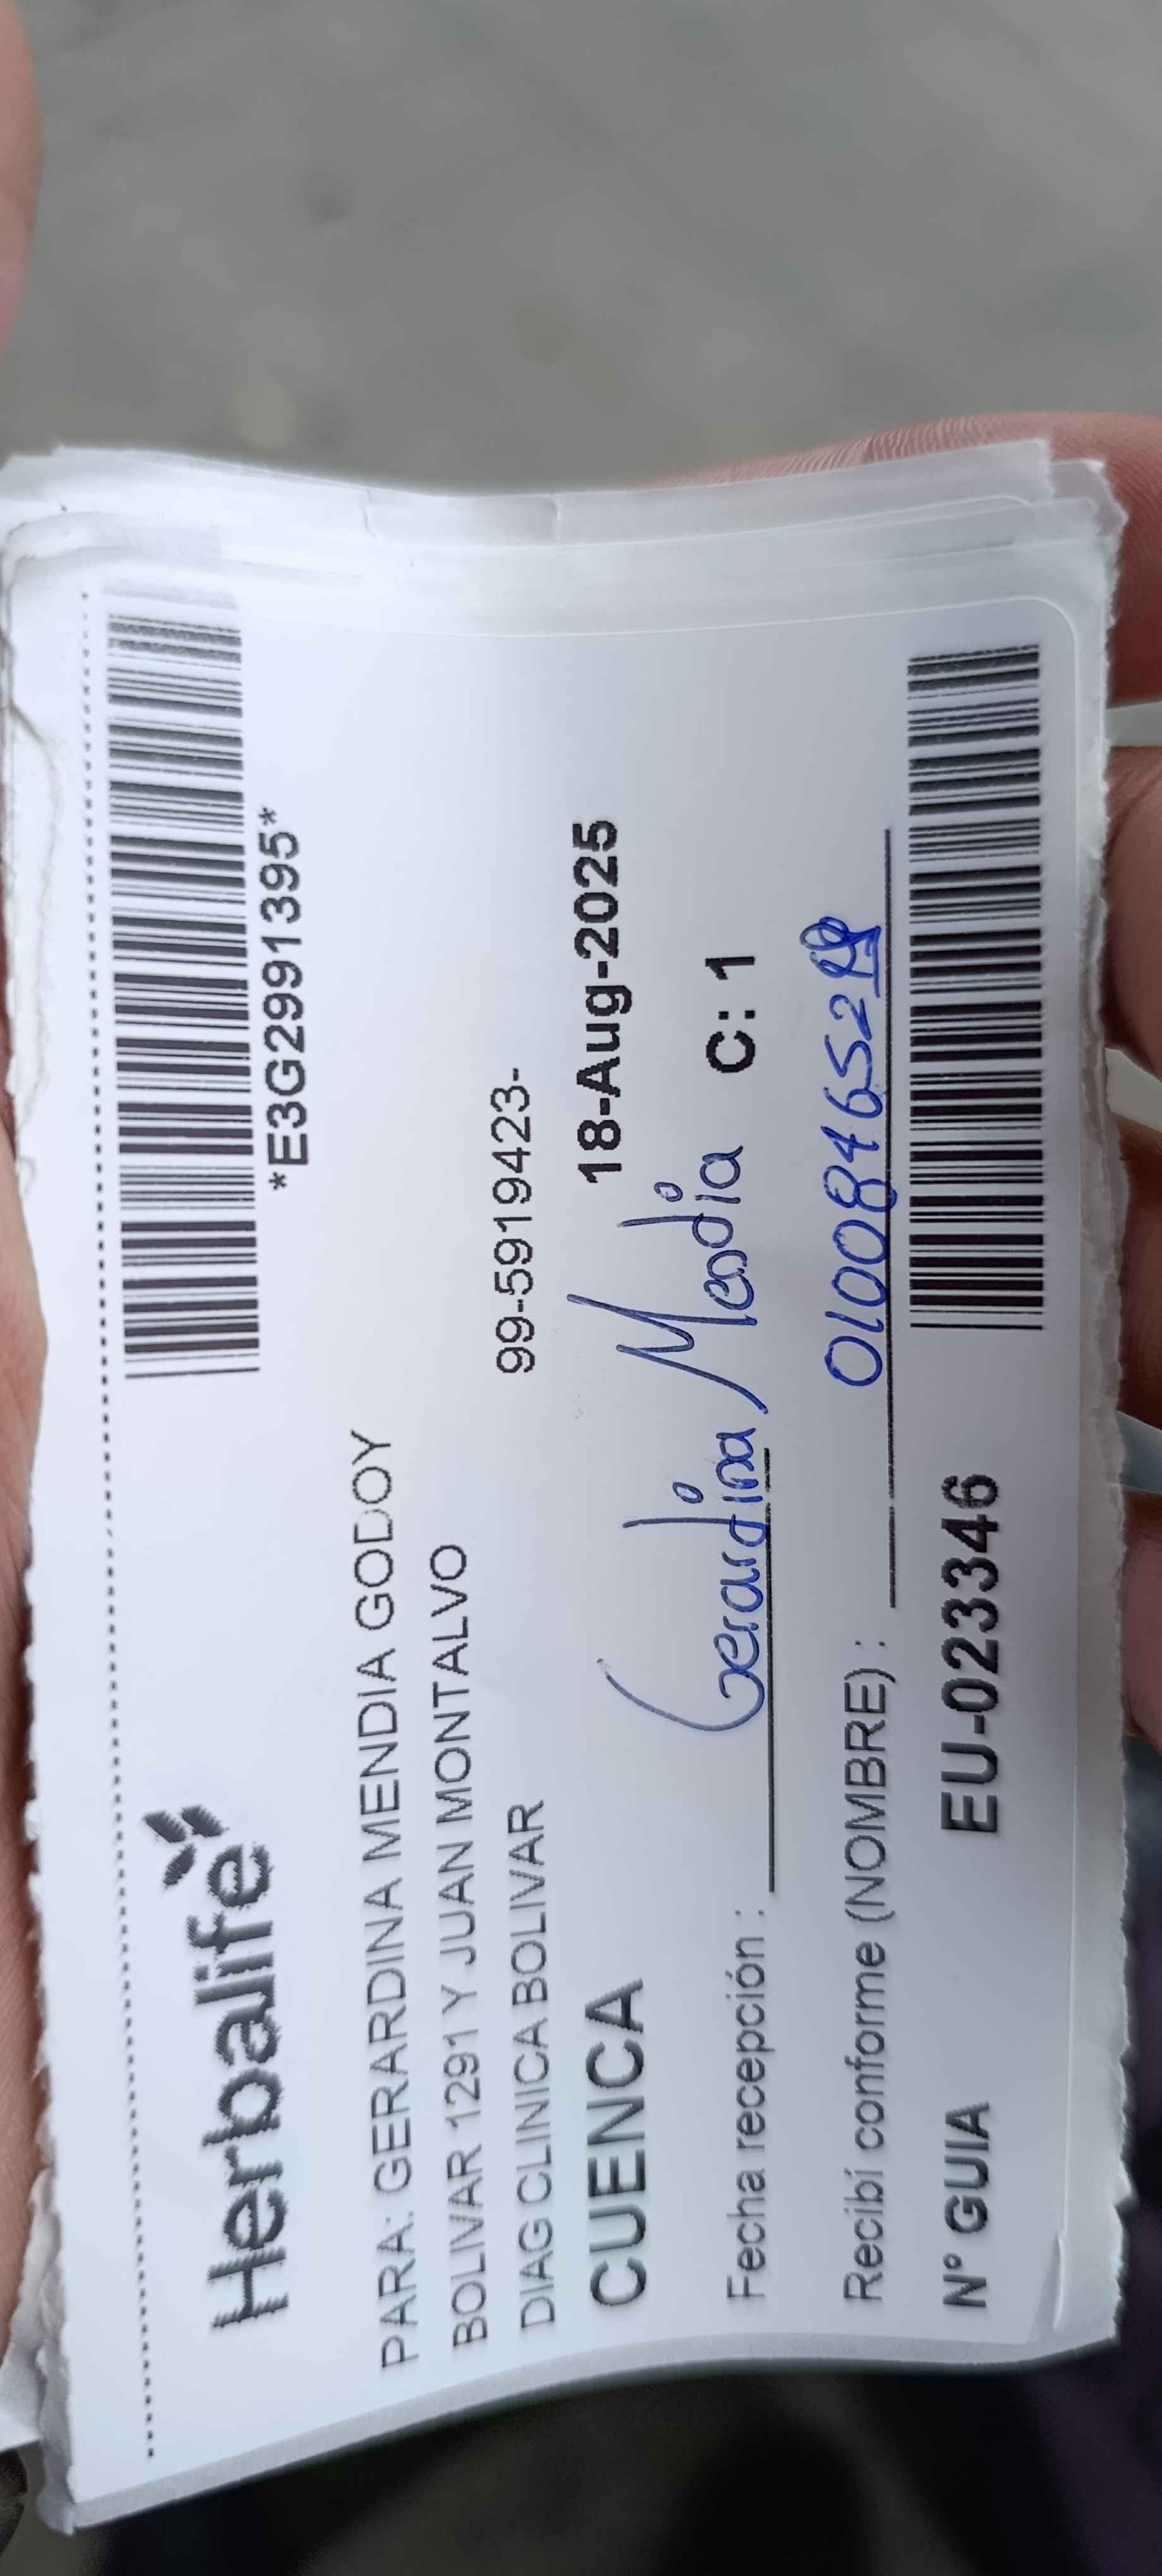 Herbalife
*E3G2991395*
PARA: GERARDINA MENDIA GODOY
BOLIVAR 1291 Y JUAN MONTALVO
DIAG CLINICA BOLIVAR
99-5919423-
CUENCA
18-Aug-2025
Fecha recepción : Gerardina Mendia
C: 1
Recibí conforme (NOMBRE) :
Nº GUIA
EU-023346